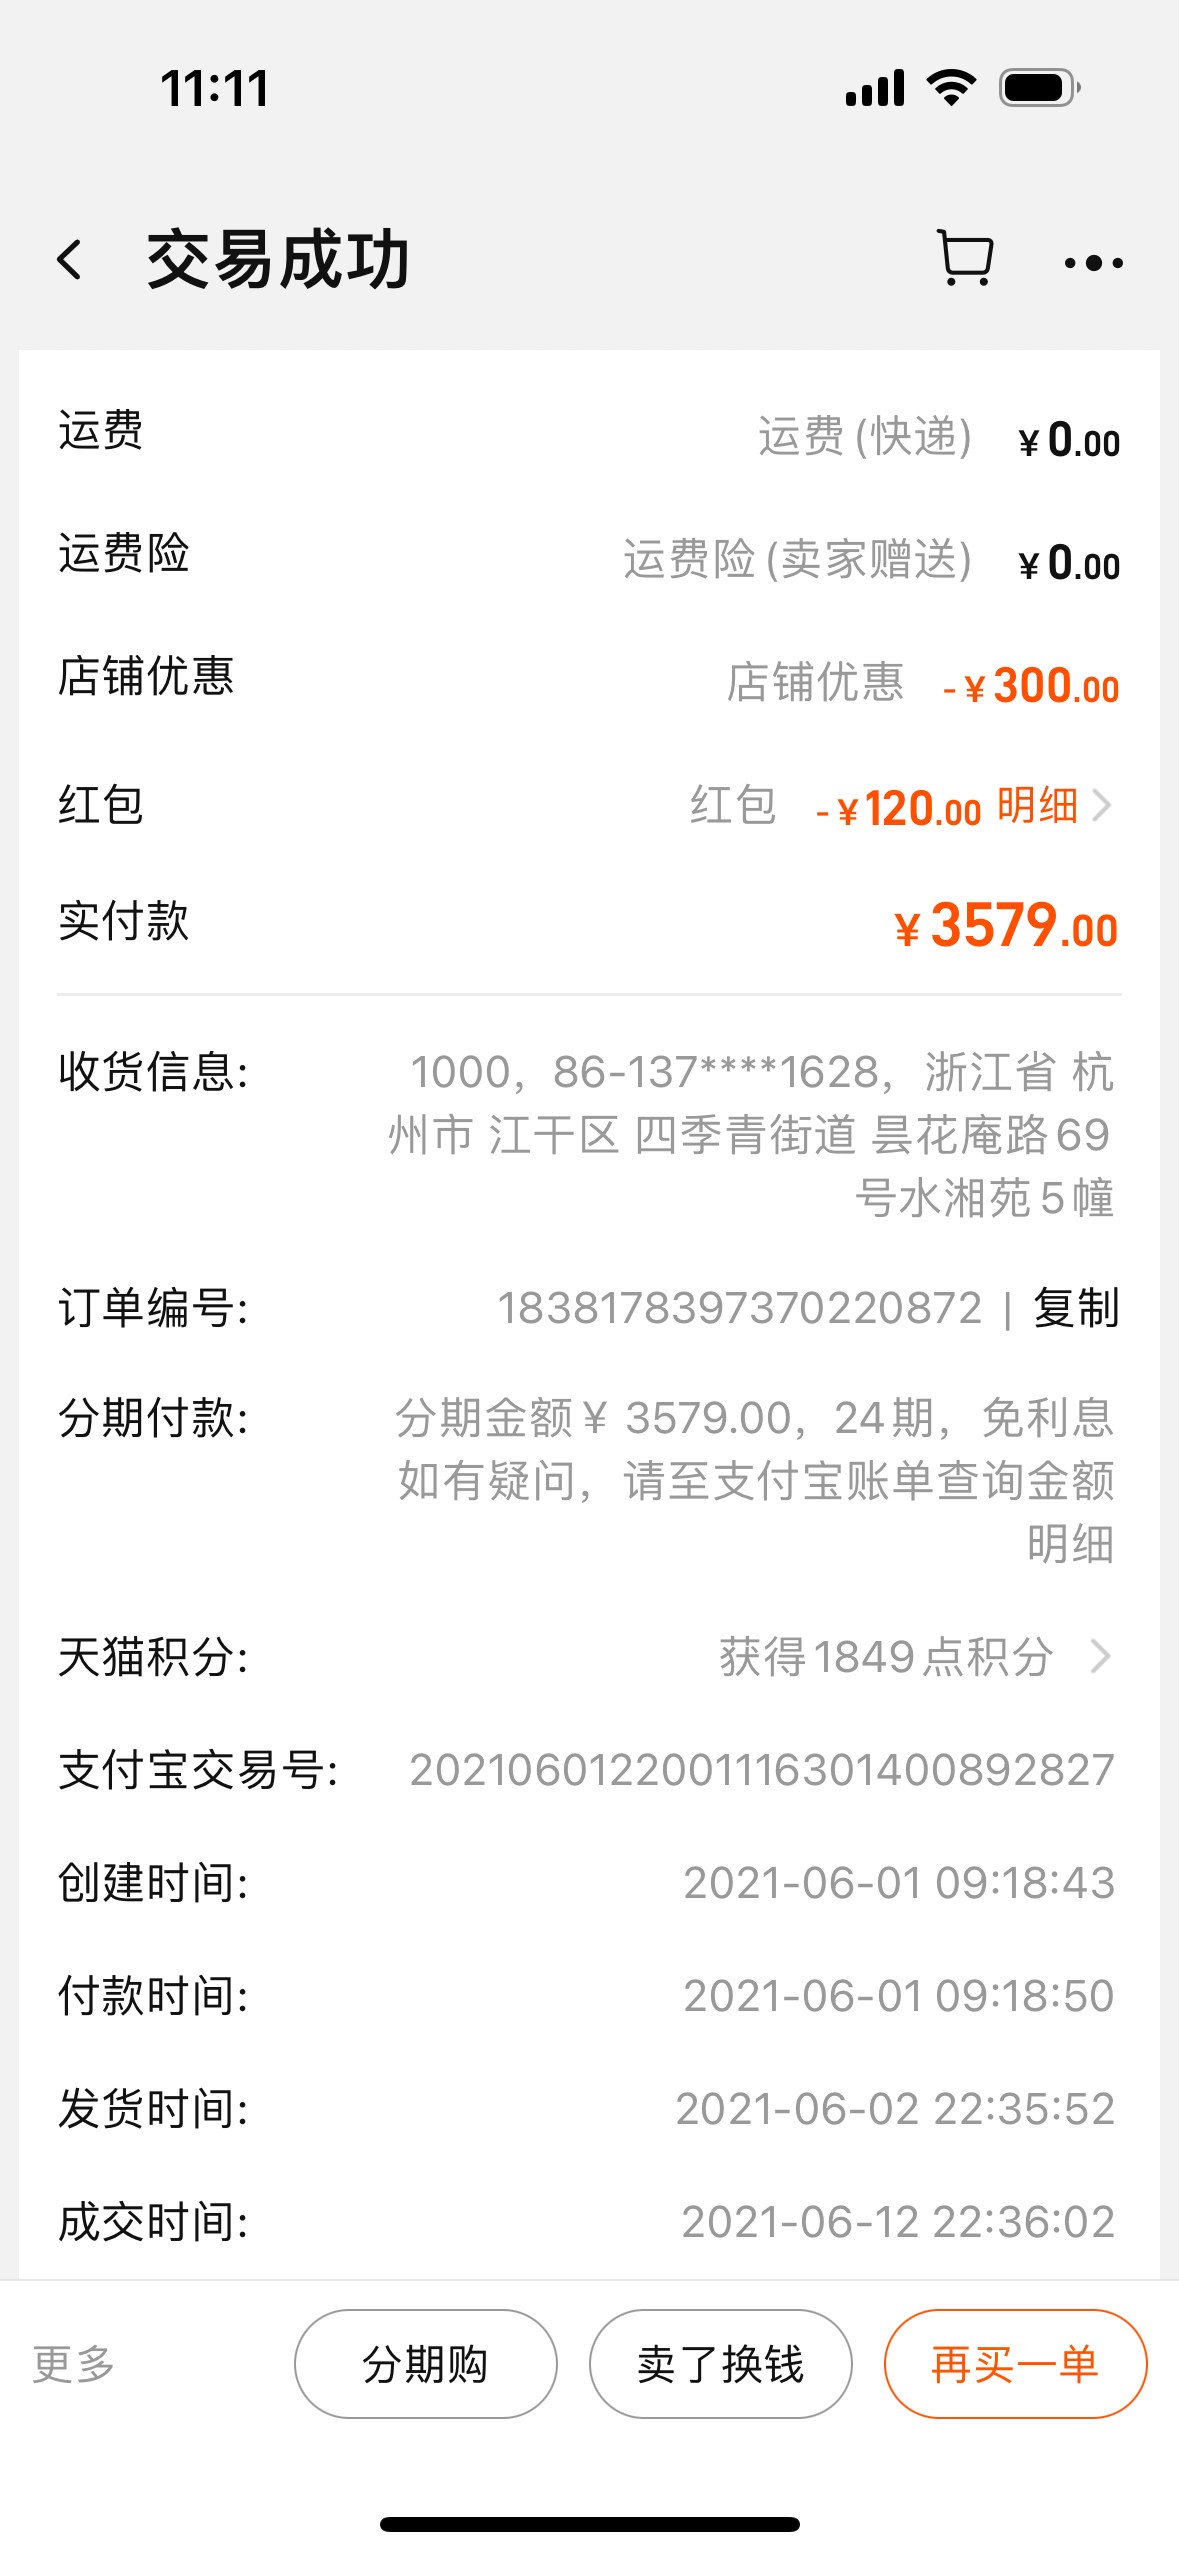 11:11
交易成功
运费 运费 (快递) ¥0.00
运费险 运费险 (卖家赠送) ¥0.00
店铺优惠 店铺优惠 -¥300.00
红包 红包 -¥120.00 明细
实付款 ¥3579.00
收货信息: 1000，86-137****1628，浙江省 杭
州市 江干区 四季青街道 昙花庵路69
号水湘苑5幢
订单编号: 1838178397370220872 | 复制
分期付款: 分期金额¥ 3579.00，24期，免利息
如有疑问，请至支付宝账单查询金额
明细
天猫积分: 获得1849点积分
支付宝交易号: 2021060122001116301400892827
创建时间: 2021-06-01 09:18:43
付款时间: 2021-06-01 09:18:50
发货时间: 2021-06-02 22:35:52
成交时间: 2021-06-12 22:36:02
更多 分期购 卖了换钱 再买一单